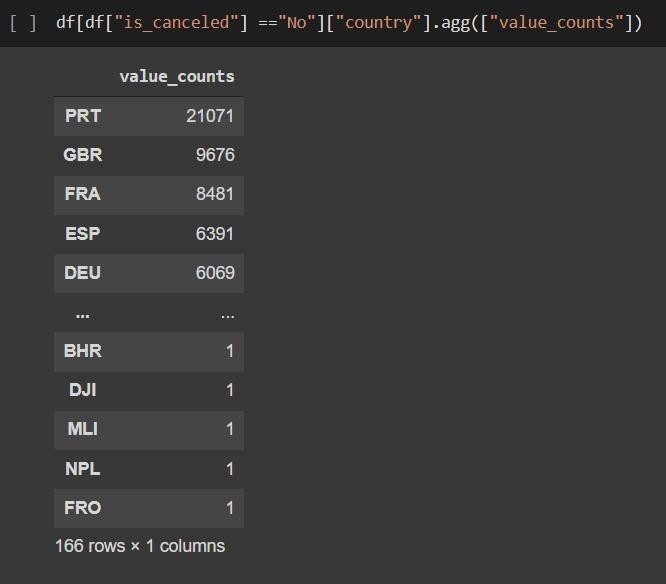 [ ] df[df["is_canceled"] =="No"]["country"].agg(["value_counts"])
value_counts
PRT 21071
GBR 9676
FRA 8481
ESP 6391
DEU 6069
... ...
BHR 1
DJI 1
MLI 1
NPL 1
FRO 1
166 rows × 1 columns